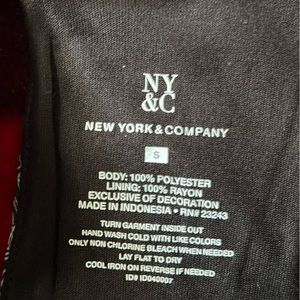 NY
&C
NEW YORK & COMPANY
S
BODY: 100% POLYESTER
LINING: 100% RAYON
EXCLUSIVE OF DECORATION
MADE IN INDONESIA • RN# 23243
TURN GARMENT INSIDE OUT
HAND WASH COLD WITH LIKE COLORS
ONLY NON CHLORINE BLEACH WHEN NEEDED
LAY FLAT TO DRY
COOL IRON ON REVERSE IF NEEDED
ID# ID040007